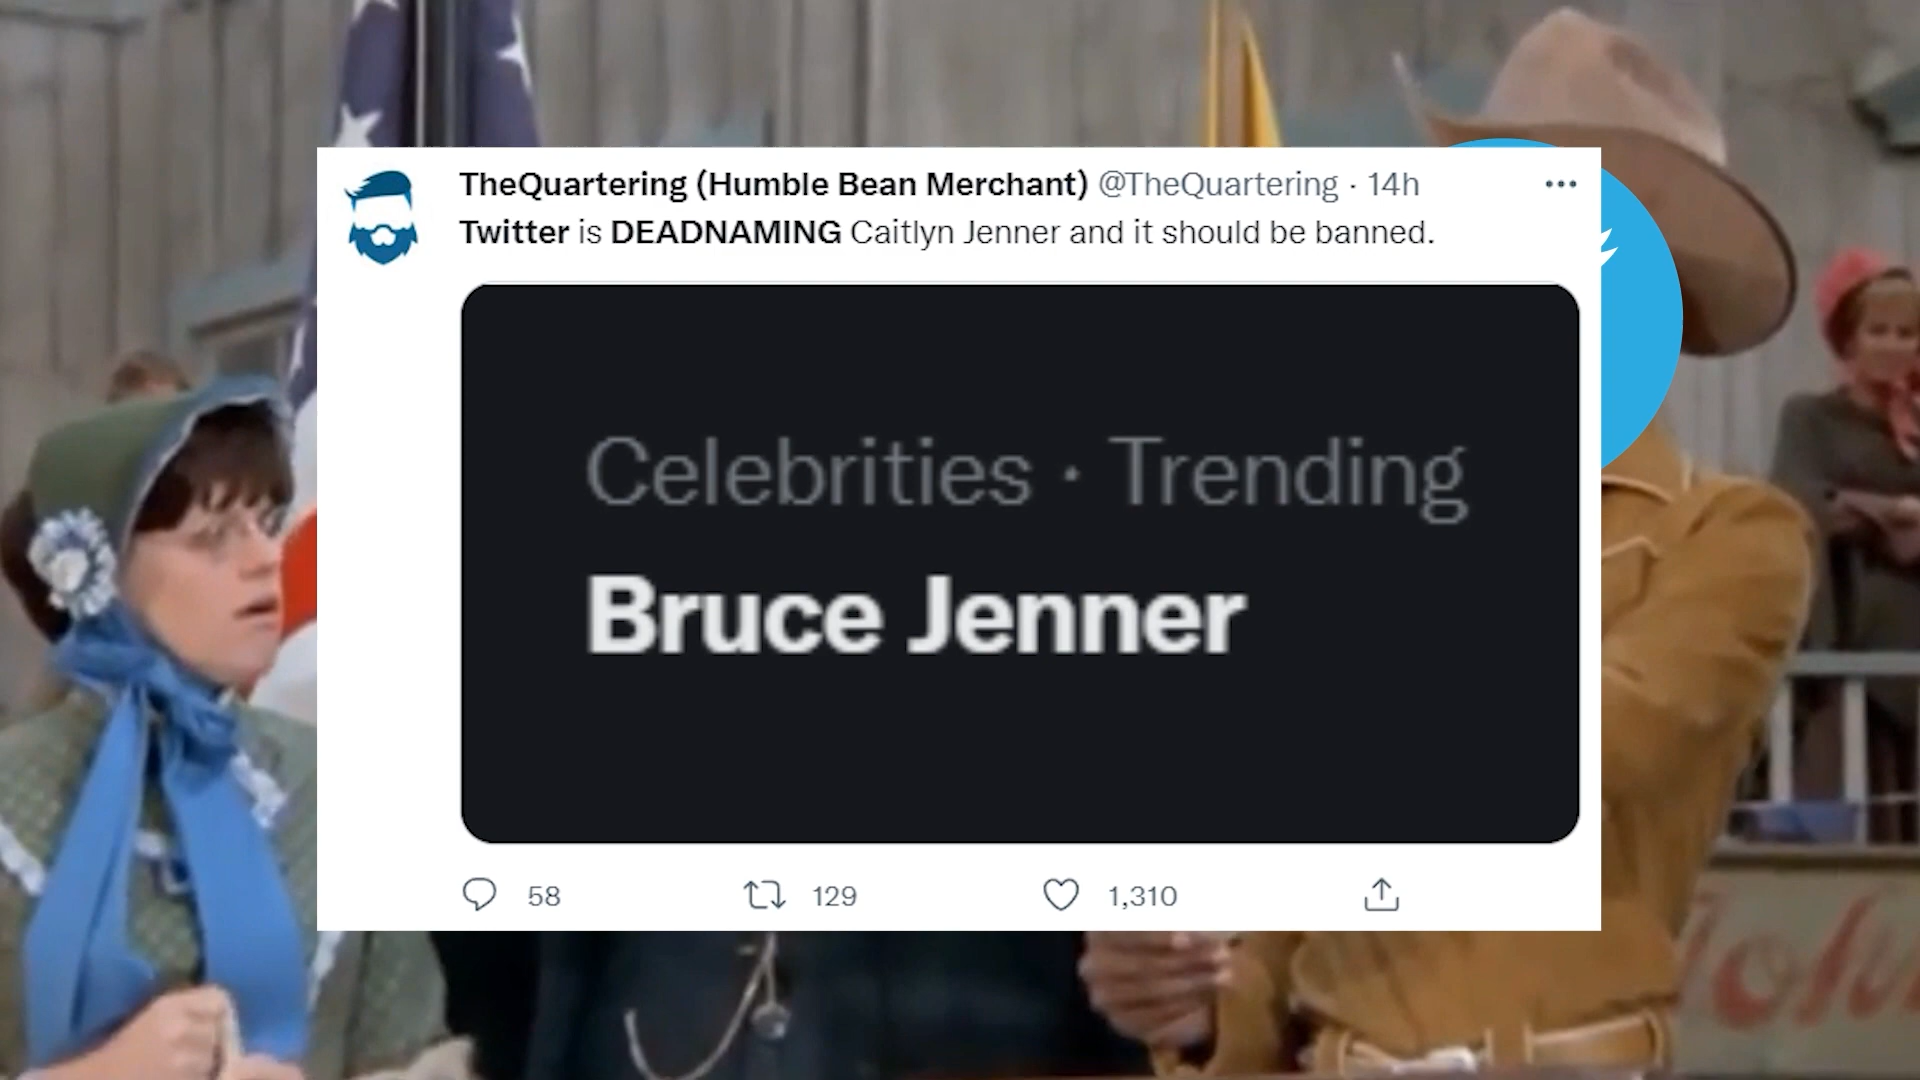 TheQuartering (Humble Bean Merchant) @TheQuartering · 14h
Twitter is DEADNAMING Caitlyn Jenner and it should be banned.
Celebrities · Trending
Bruce Jenner
58 129 1,310